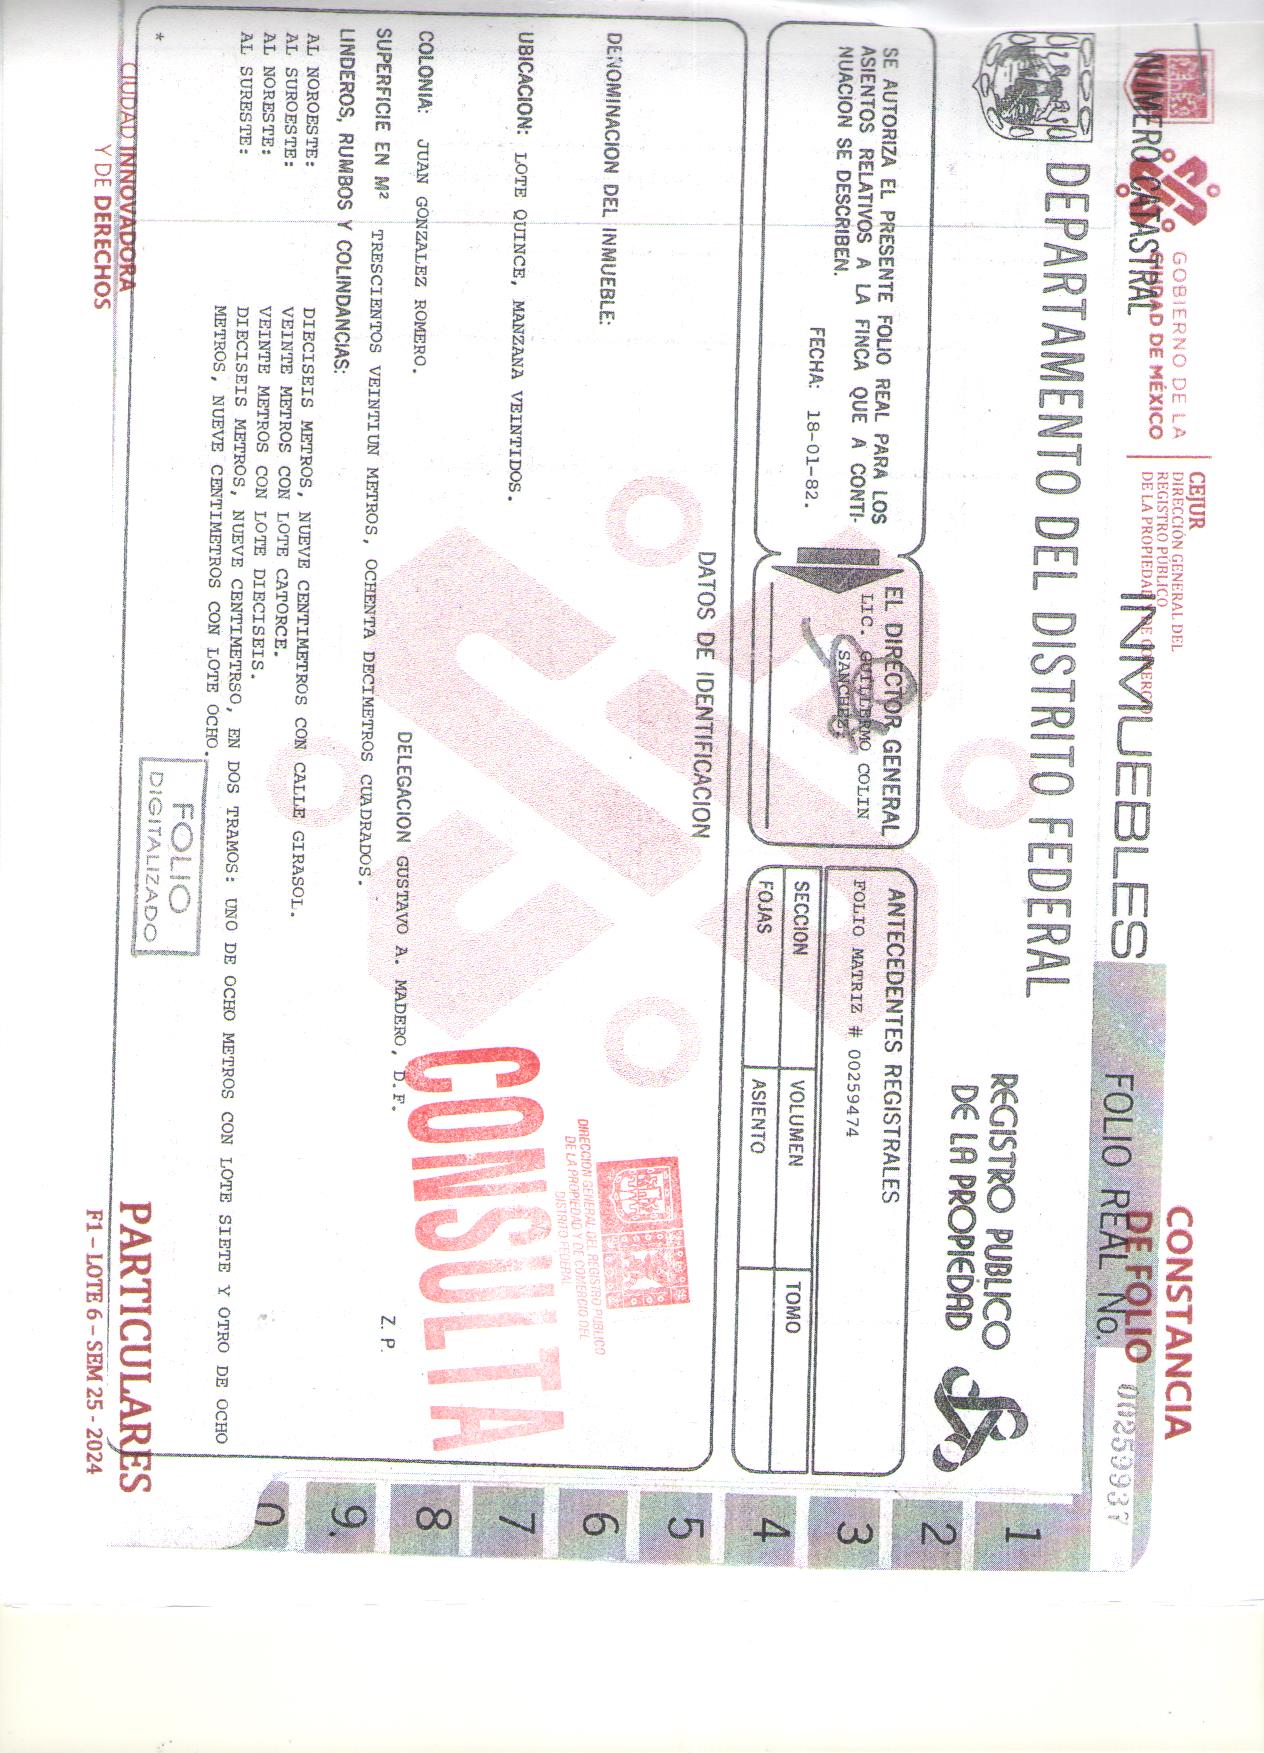 GOBIERNO DE LA
CIUDAD DE MÉXICO
CEJUR
DIRECCIÓN GENERAL DEL
REGISTRO PÚBLICO
DE LA PROPIEDAD Y DE COMERCIO
CONSTANCIA
DE FOLIO
NUMERO CATASTRAL
INMUEBLES
FOLIO REAL No. 00259937
DEPARTAMENTO DEL DISTRITO FEDERAL
REGISTRO PUBLICO
DE LA PROPIEDAD
SE AUTORIZA EL PRESENTE FOLIO REAL PARA LOS
ASIENTOS RELATIVOS A LA FINCA QUE A CONTI-
NUACION SE DESCRIBEN.
FECHA: 18-01-82.
EL DIRECTOR GENERAL
LIC. GUILLERMO COLIN
SANCHEZ.
ANTECEDENTES REGISTRALES
FOLIO MATRIZ # 00259474
SECCION VOLUMEN TOMO
FOJAS ASIENTO
1
2
3
4
5
6
7
8
9.
0
DATOS DE IDENTIFICACION
DIRECCION GENERAL DEL REGISTRO PUBLICO
DE LA PROPIEDAD Y DE COMERCIO DEL
DISTRITO FEDERAL
CONSULTA
DENOMINACION DEL INMUEBLE:
UBICACION: LOTE QUINCE, MANZANA VEINTIDOS.
COLONIA: JUAN GONZALEZ ROMERO.
DELEGACION GUSTAVO A. MADERO, D.F.
Z. P.
SUPERFICIE EN M² TRESCIENTOS VEINTIUN METROS, OCHENTA DECIMETROS CUADRADOS.
LINDEROS, RUMBOS Y COLINDANCIAS:
AL NOROESTE: DIECISEIS METROS, NUEVE CENTIMETROS CON CALLE GIRASOL.
AL SUROESTE: VEINTE METROS CON LOTE CATORCE.
AL NORESTE: VEINTE METROS CON LOTE DIECISEIS.
AL SURESTE: DIECISEIS METROS, NUEVE CENTIMETRSO, EN DOS TRAMOS: UNO DE OCHO METROS CON LOTE SIETE Y OTRO DE OCHO
METROS, NUEVE CENTIMETROS CON LOTE OCHO.
*
FOLIO
DIGITALIZADO
CIUDAD INNOVADORA
Y DE DERECHOS
PARTICULARES
F1 – LOTE 6 – SEM 25 - 2024